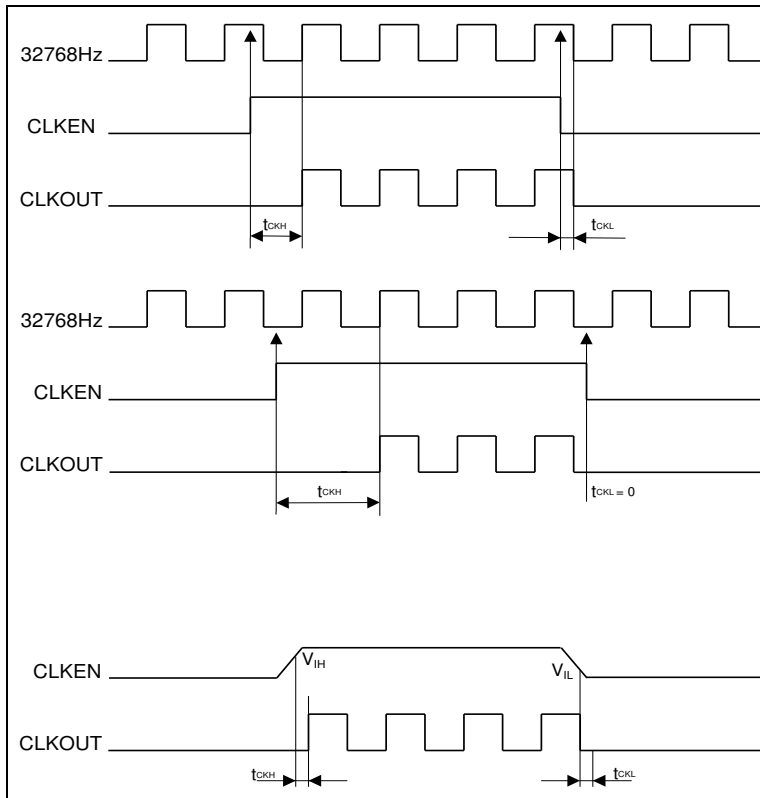 32768Hz
CLKEN
CLKOUT
tCKH
tCKL
32768Hz
CLKEN
CLKOUT
tCKH
tCKL = 0
CLKEN
VIH
VIL
CLKOUT
tCKH
tCKL